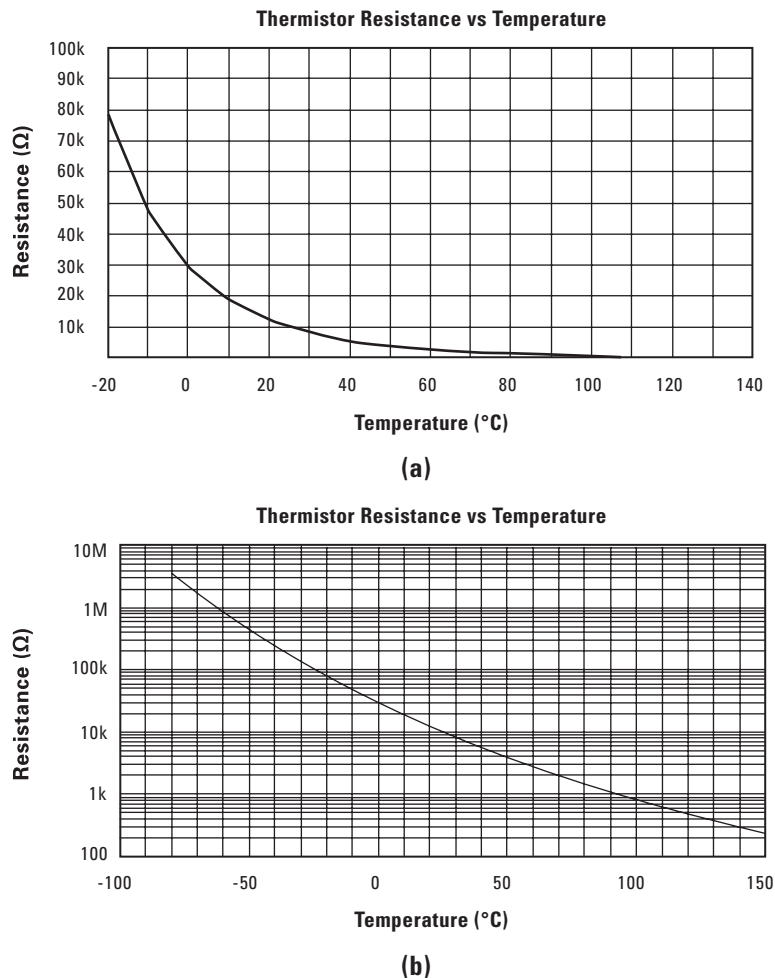 Thermistor Resistance vs Temperature
100k
90k
80k
70k
60k
50k
40k
30k
20k
10k
Resistance (Ω)
-20 0 20 40 60 80 100 120 140
Temperature (°C)
(a)
Thermistor Resistance vs Temperature
10M
1M
100k
10k
1k
100
Resistance (Ω)
-100 -50 0 50 100 150
Temperature (°C)
(b)